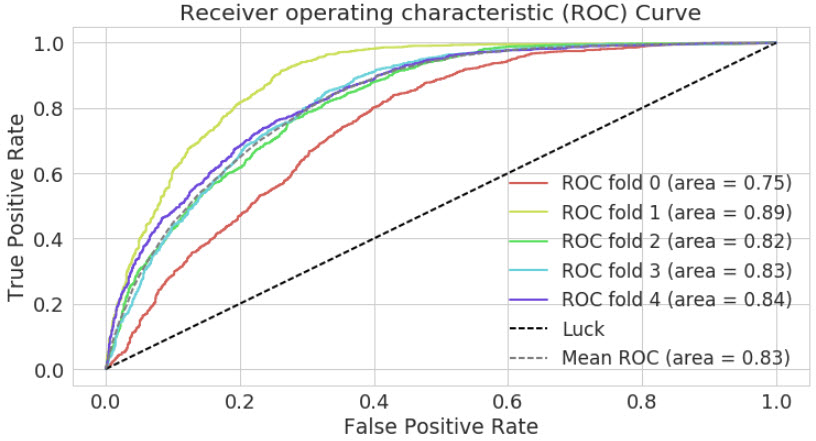 Receiver operating characteristic (ROC) Curve
1.0
0.8
0.6
0.4
0.2
0.0
True Positive Rate
ROC fold 0 (area = 0.75)
ROC fold 1 (area = 0.89)
ROC fold 2 (area = 0.82)
ROC fold 3 (area = 0.83)
ROC fold 4 (area = 0.84)
Luck
Mean ROC (area = 0.83)
0.0 0.2 0.4 0.6 0.8 1.0
False Positive Rate